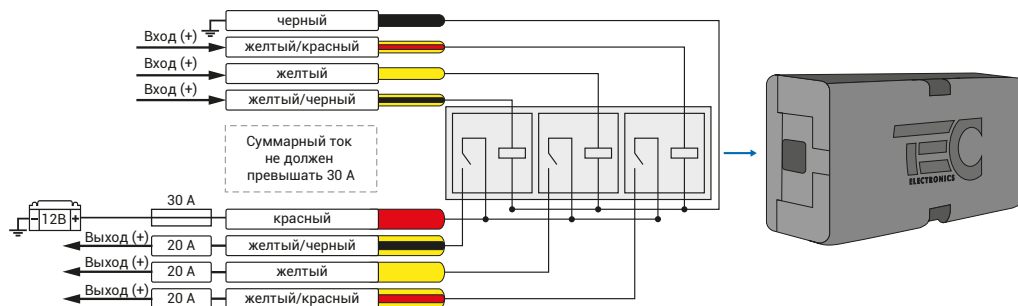 черный
Вход (+)
желтый/красный
Вход (+)
желтый
Вход (+)
желтый/черный
Суммарный ток
не должен
превышать 30 А
TEC
ELECTRONICS
30 А
12В
красный
Выход (+)
20 А
желтый/черный
Выход (+)
20 А
желтый
Выход (+)
20 А
желтый/красный